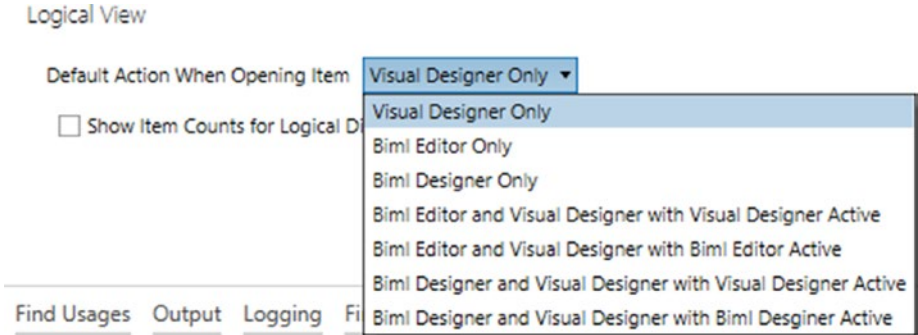 Logical View
Default Action When Opening Item Visual Designer Only
Show Item Counts for Logical Di
Visual Designer Only
Biml Editor Only
Biml Designer Only
Biml Editor and Visual Designer with Visual Designer Active
Biml Editor and Visual Designer with Biml Editor Active
Biml Designer and Visual Designer with Visual Designer Active
Biml Designer and Visual Designer with Biml Desginer Active
Find Usages Output Logging Fi